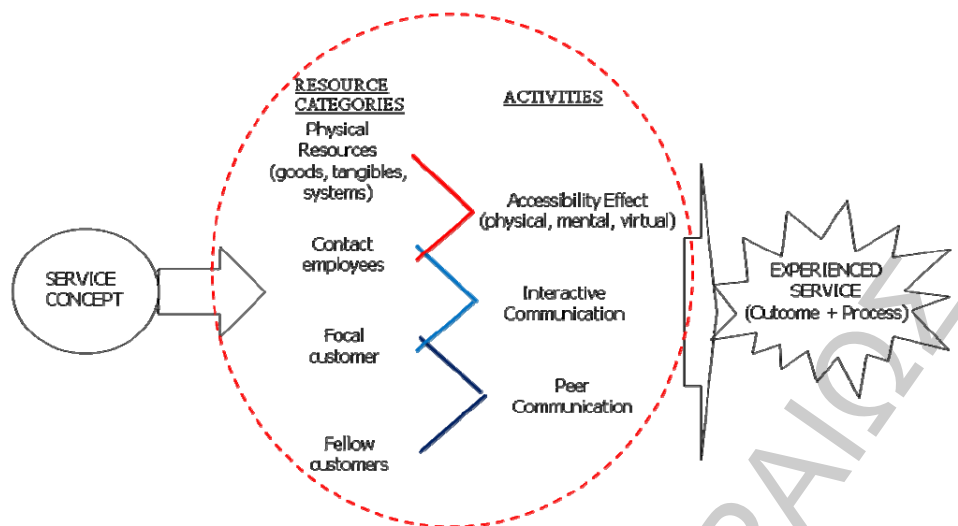 RESOURCE
CATEGORIES
Physical
Resources
(goods, tangibles,
systems)
Contact
employees
Focal
customer
Fellow
customers
ACTIVITIES
Accessibility Effect
(physical, mental, virtual)
Interactive
Communication
Peer
Communication
SERVICE
CONCEPT
EXPERIENCED
SERVICE
(Outcome + Process)
ΡΑΙΩΣ